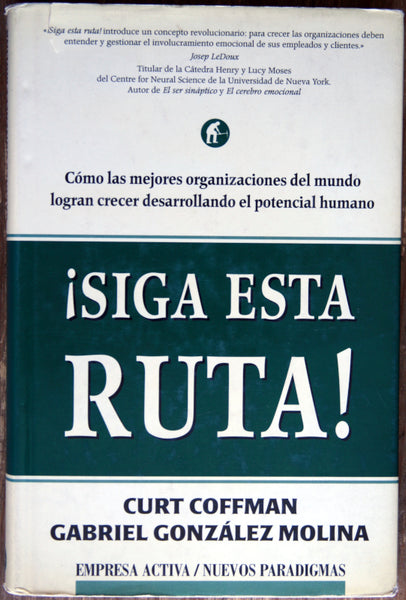 «¡Siga esta ruta! introduce un concepto revolucionario: para crecer las organizaciones deben
entender y gestionar el involucramiento emocional de sus empleados y clientes.»
Josep LeDoux
Titular de la Cátedra Henry y Lucy Moses
del Centre for Neural Science de la Universidad de Nueva York.
Autor de El ser sináptico y El cerebro emocional
Cómo las mejores organizaciones del mundo
logran crecer desarrollando el potencial humano
¡SIGA ESTA
RUTA!
CURT COFFMAN
GABRIEL GONZÁLEZ MOLINA
EMPRESA ACTIVA / NUEVOS PARADIGMAS